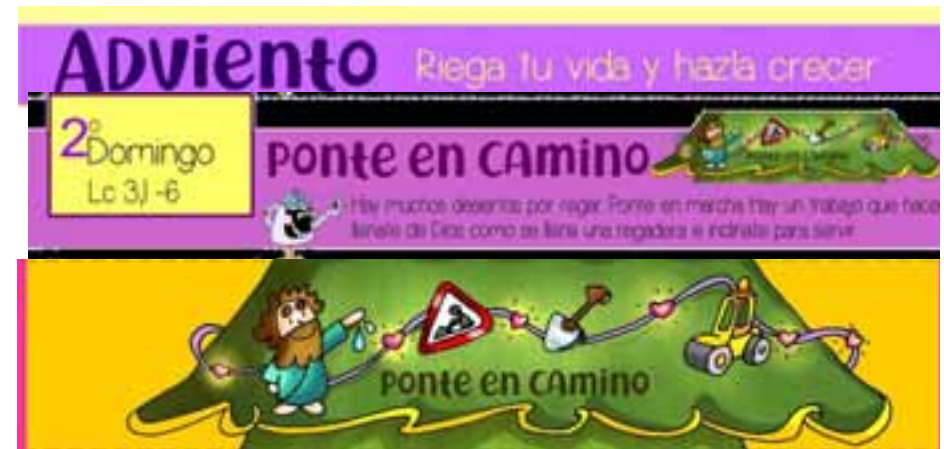 ADViento Riega tu vida y hazla crecer
2º Domingo
Lc 3,1 -6
Ponte en CAmino
Hay muchos desiertos por regar. Ponte en marcha. Hay un trabajo que hacer
llénate de Dios como se llena una regadera e inclínate para servir
Ponte en CAmino